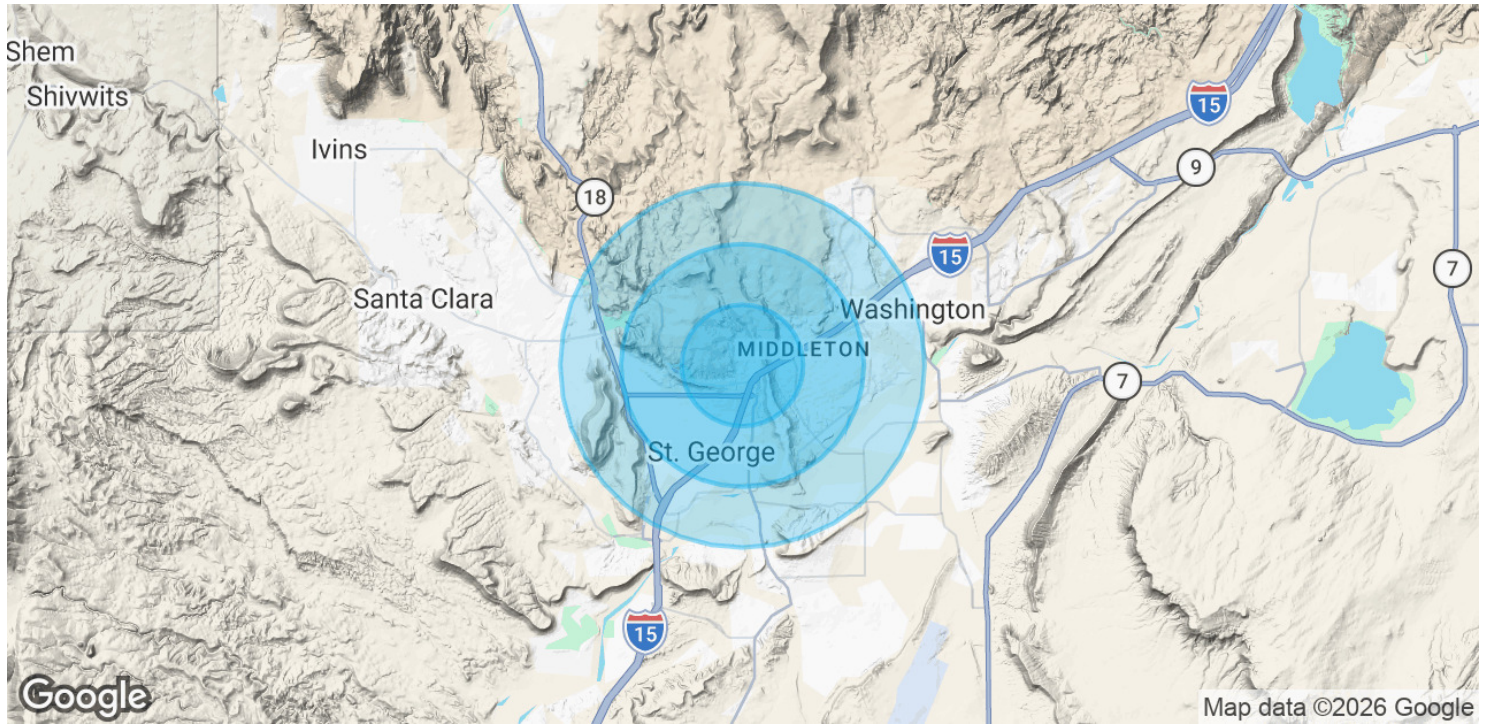 Shem
Shivwits
Ivins
15
9
18
15
7
Santa Clara
Washington
MIDDLETON
7
St. George
15
Google
Map data ©2026 Google